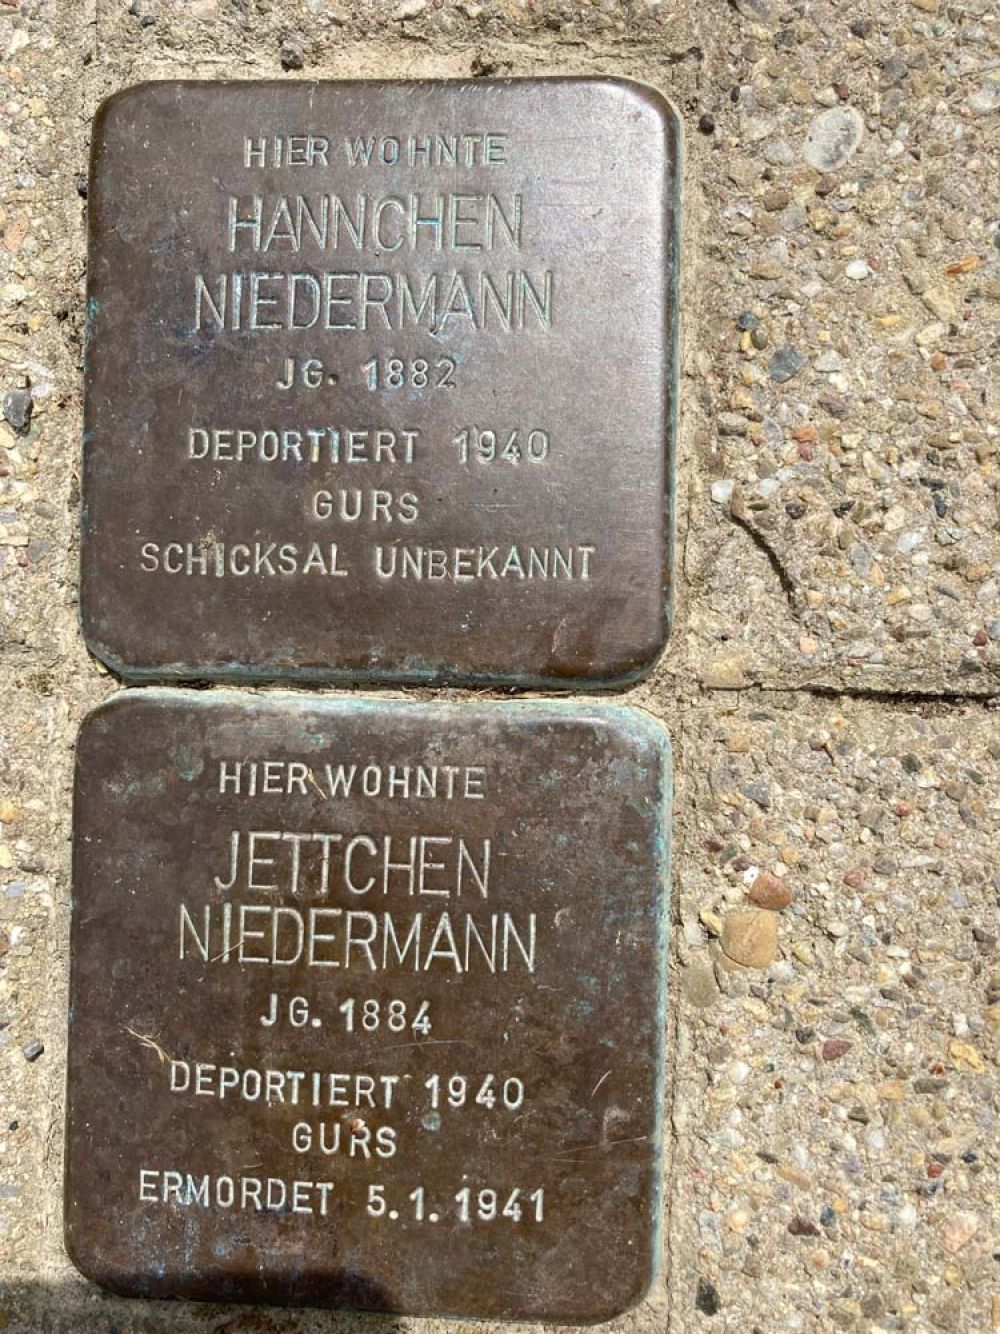 HIER WOHNTE
HANNCHEN
NIEDERMANN
JG. 1882
DEPORTIERT 1940
GURS
SCHICKSAL UNBEKANNT
HIER WOHNTE
JETTCHEN
NIEDERMANN
JG. 1884
DEPORTIERT 1940
GURS
ERMORDET 5.1.1941